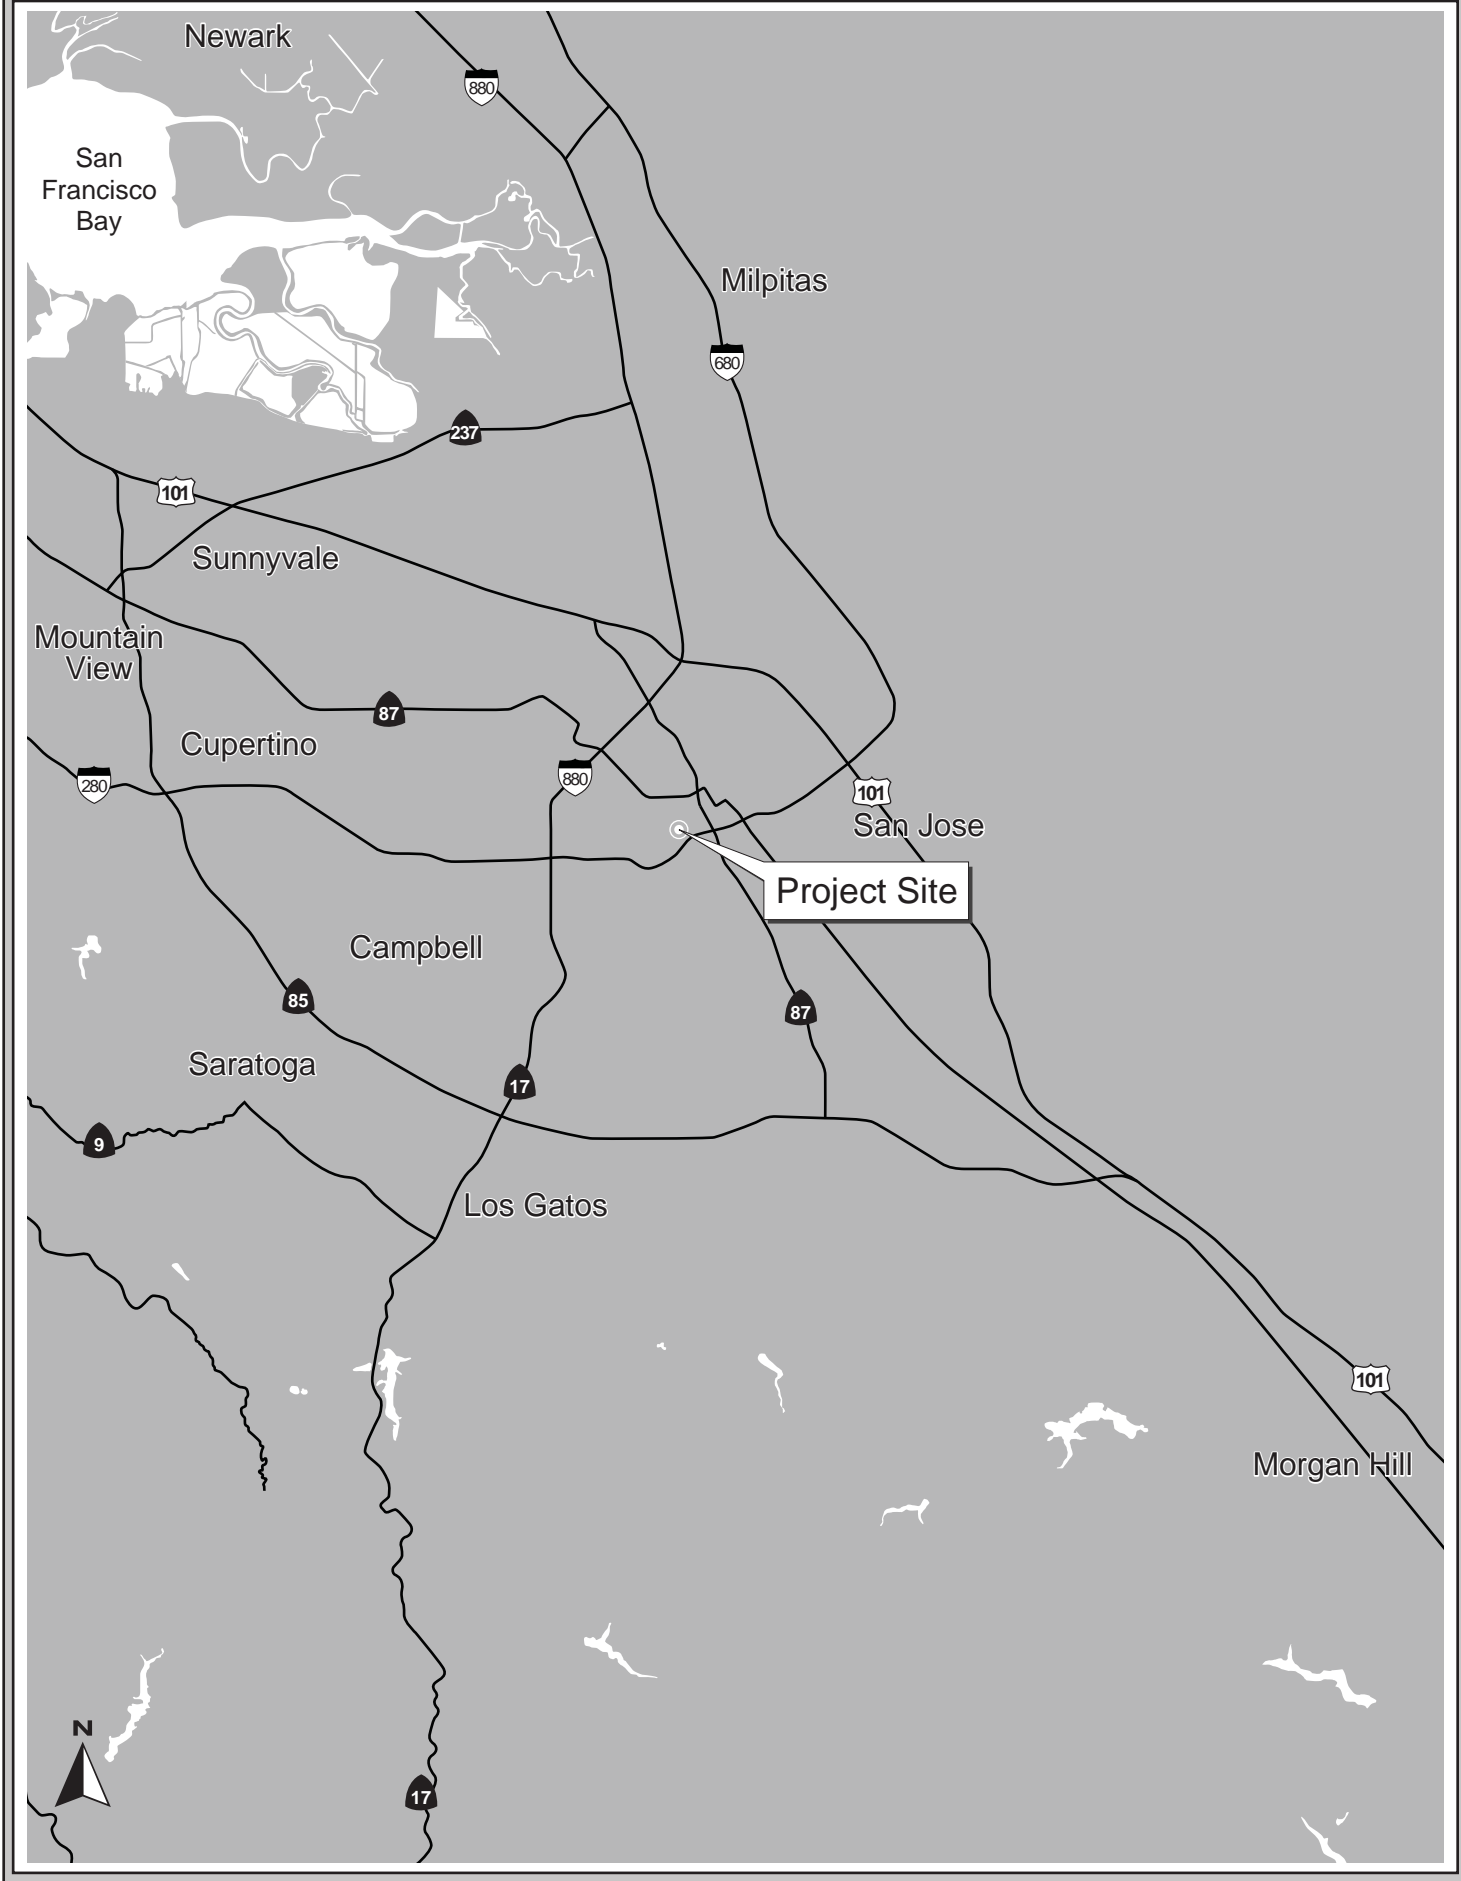 Newark
880
San
Francisco
Bay
Milpitas
680
237
101
Sunnyvale
Mountain
View
87
Cupertino
280
880
101
San Jose
Project Site
Campbell
85
87
Saratoga
17
9
Los Gatos
101
Morgan Hill
N
17